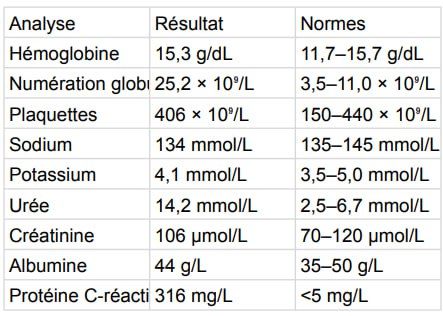 Analyse Résultat Normes
Hémoglobine 15,3 g/dL 11,7–15,7 g/dL
Numération globu 25,2 × 10⁹/L 3,5–11,0 × 10⁹/L
Plaquettes 406 × 10⁹/L 150–440 × 10⁹/L
Sodium 134 mmol/L 135–145 mmol/L
Potassium 4,1 mmol/L 3,5–5,0 mmol/L
Urée 14,2 mmol/L 2,5–6,7 mmol/L
Créatinine 106 µmol/L 70–120 µmol/L
Albumine 44 g/L 35–50 g/L
Protéine C-réacti 316 mg/L <5 mg/L